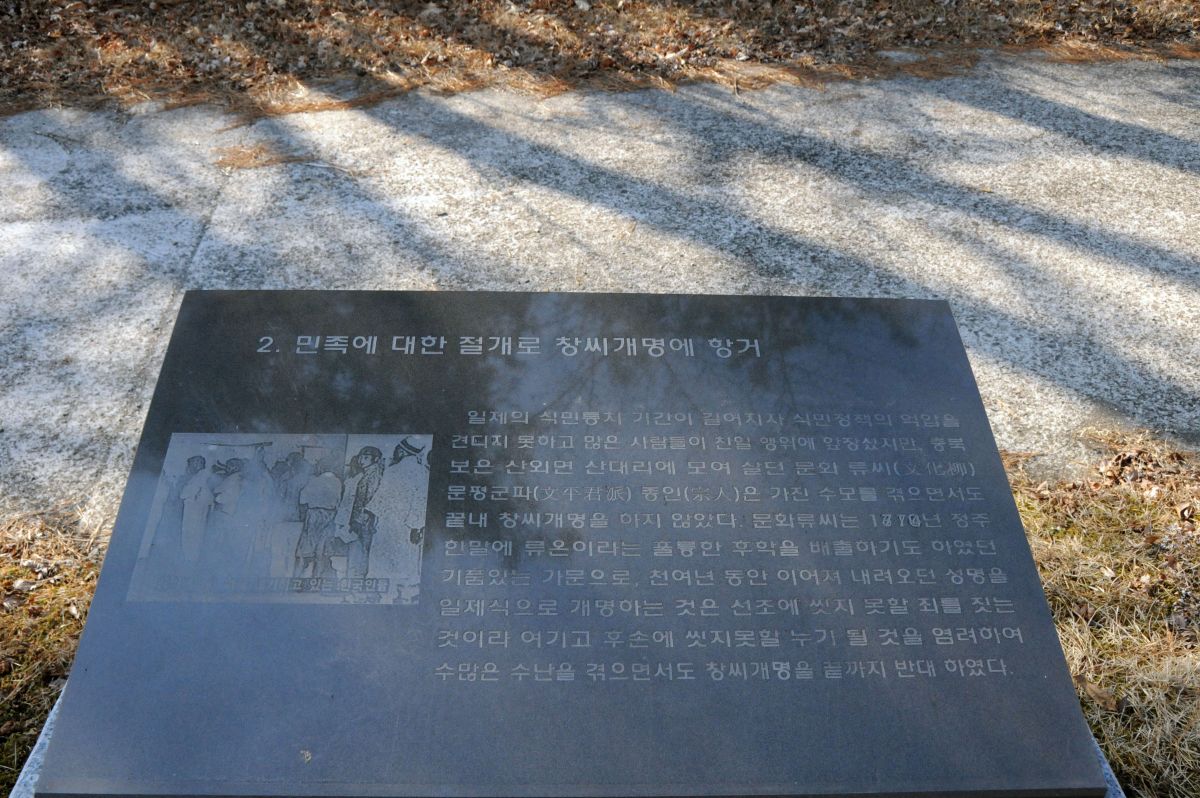 2. 민족에 대한 절개로 창씨개명에 항거
일제의 식민통치 기간이 길어지자 식민정책의 억압을
견디지 못하고 많은 사람들이 친일 행위에 앞장섰지만, 충북
보은 산외면 산대리에 모여 살던 문화 류씨(文化柳)
문평군파(文平君派) 종인(宗人)은 가진 수모를 겪으면서도
끝내 창씨개명을 하지 않았다. 문화류씨는 정주
한말에 류온이라는 훌륭한 후학을 배출하기도 하였던
기품있는 가문으로, 천여년 동안 이어져 내려오던 성명을
일제식으로 개명하는 것은 선조에 씻지 못할 죄를 짓는
것이라 여기고 후손에 씻지못할 누가 될 것을 염려하여
수많은 수난을 겪으면서도 창씨개명을 끝까지 반대 하였다.
있는 한국인들